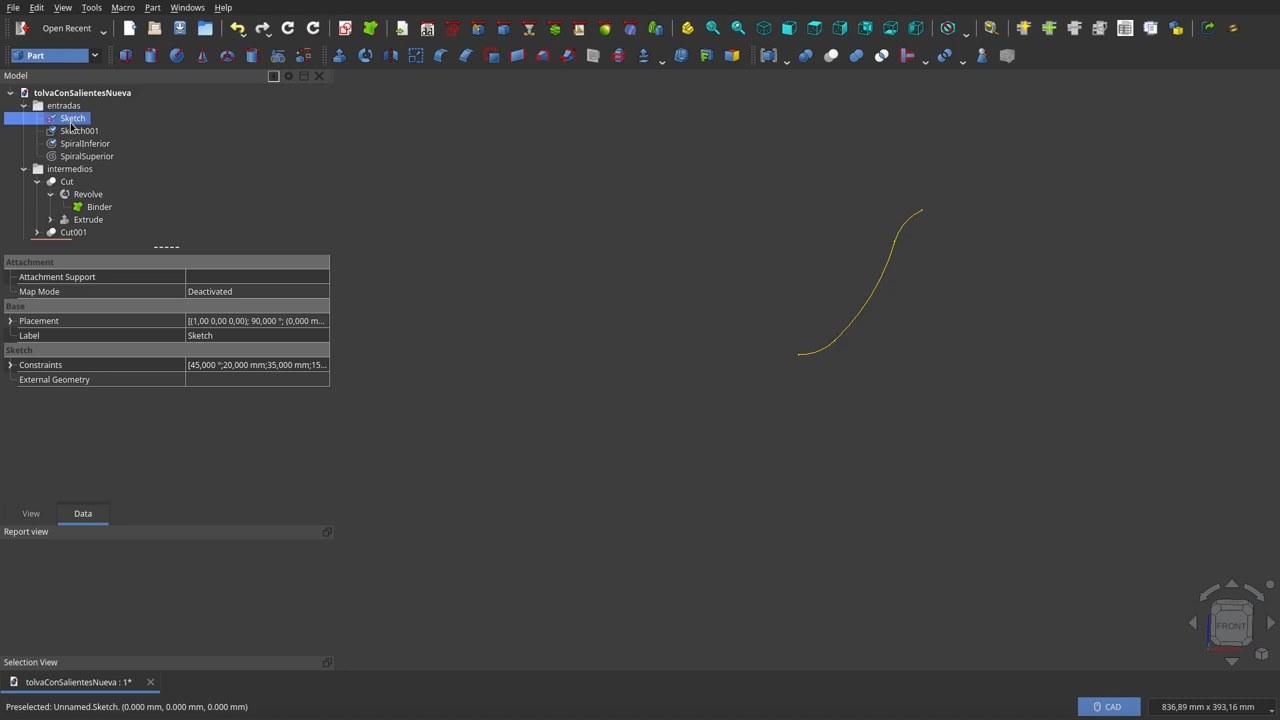 File Edit View Tools Macro Part Windows Help
Open Recent
Part
Model
tolvaConSalientesNueva
entradas
Sketch
Sketch001
SpiralInferior
SpiralSuperior
intermedios
Cut
Revolve
Binder
Extrude
Cut001
Attachment
Attachment Support
Map Mode Deactivated
Base
Placement [(1,00 0,00 0,00); 90,000 °; (0,000 m...
Label Sketch
Sketch
Constraints [45,000 °;20,000 mm;35,000 mm;15...
External Geometry
View Data
Report view
FRONT
Selection View
tolvaConSalientesNueva : 1*
Preselected: Unnamed.Sketch. (0.000 mm, 0.000 mm, 0.000 mm)
CAD
836,89 mm x 393,16 mm